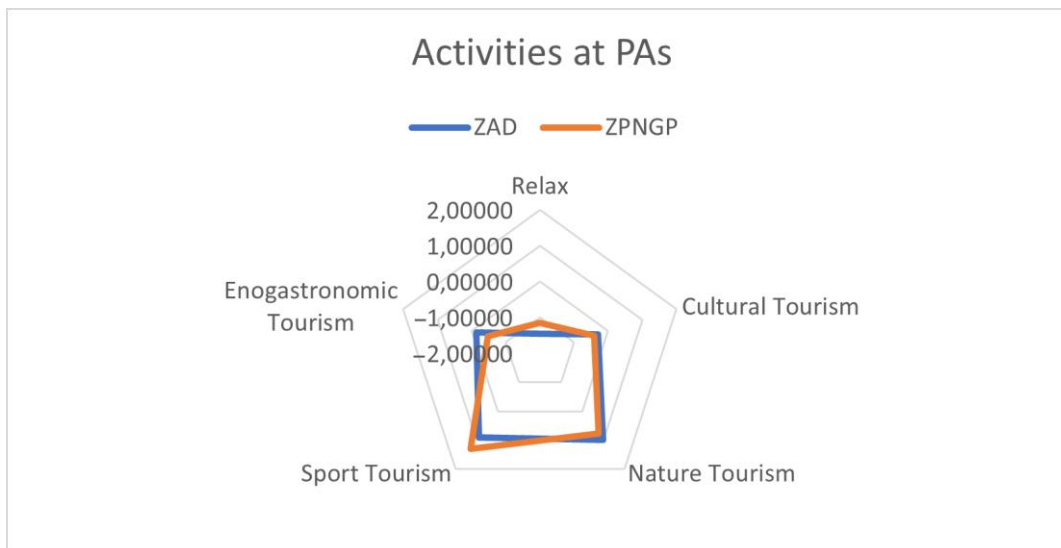 Activities at PAs
ZAD
ZPNGP
Relax
2,00000
1,00000
0,00000
−1,00000
−2,00000
Enogastronomic
Tourism
Cultural Tourism
Sport Tourism
Nature Tourism